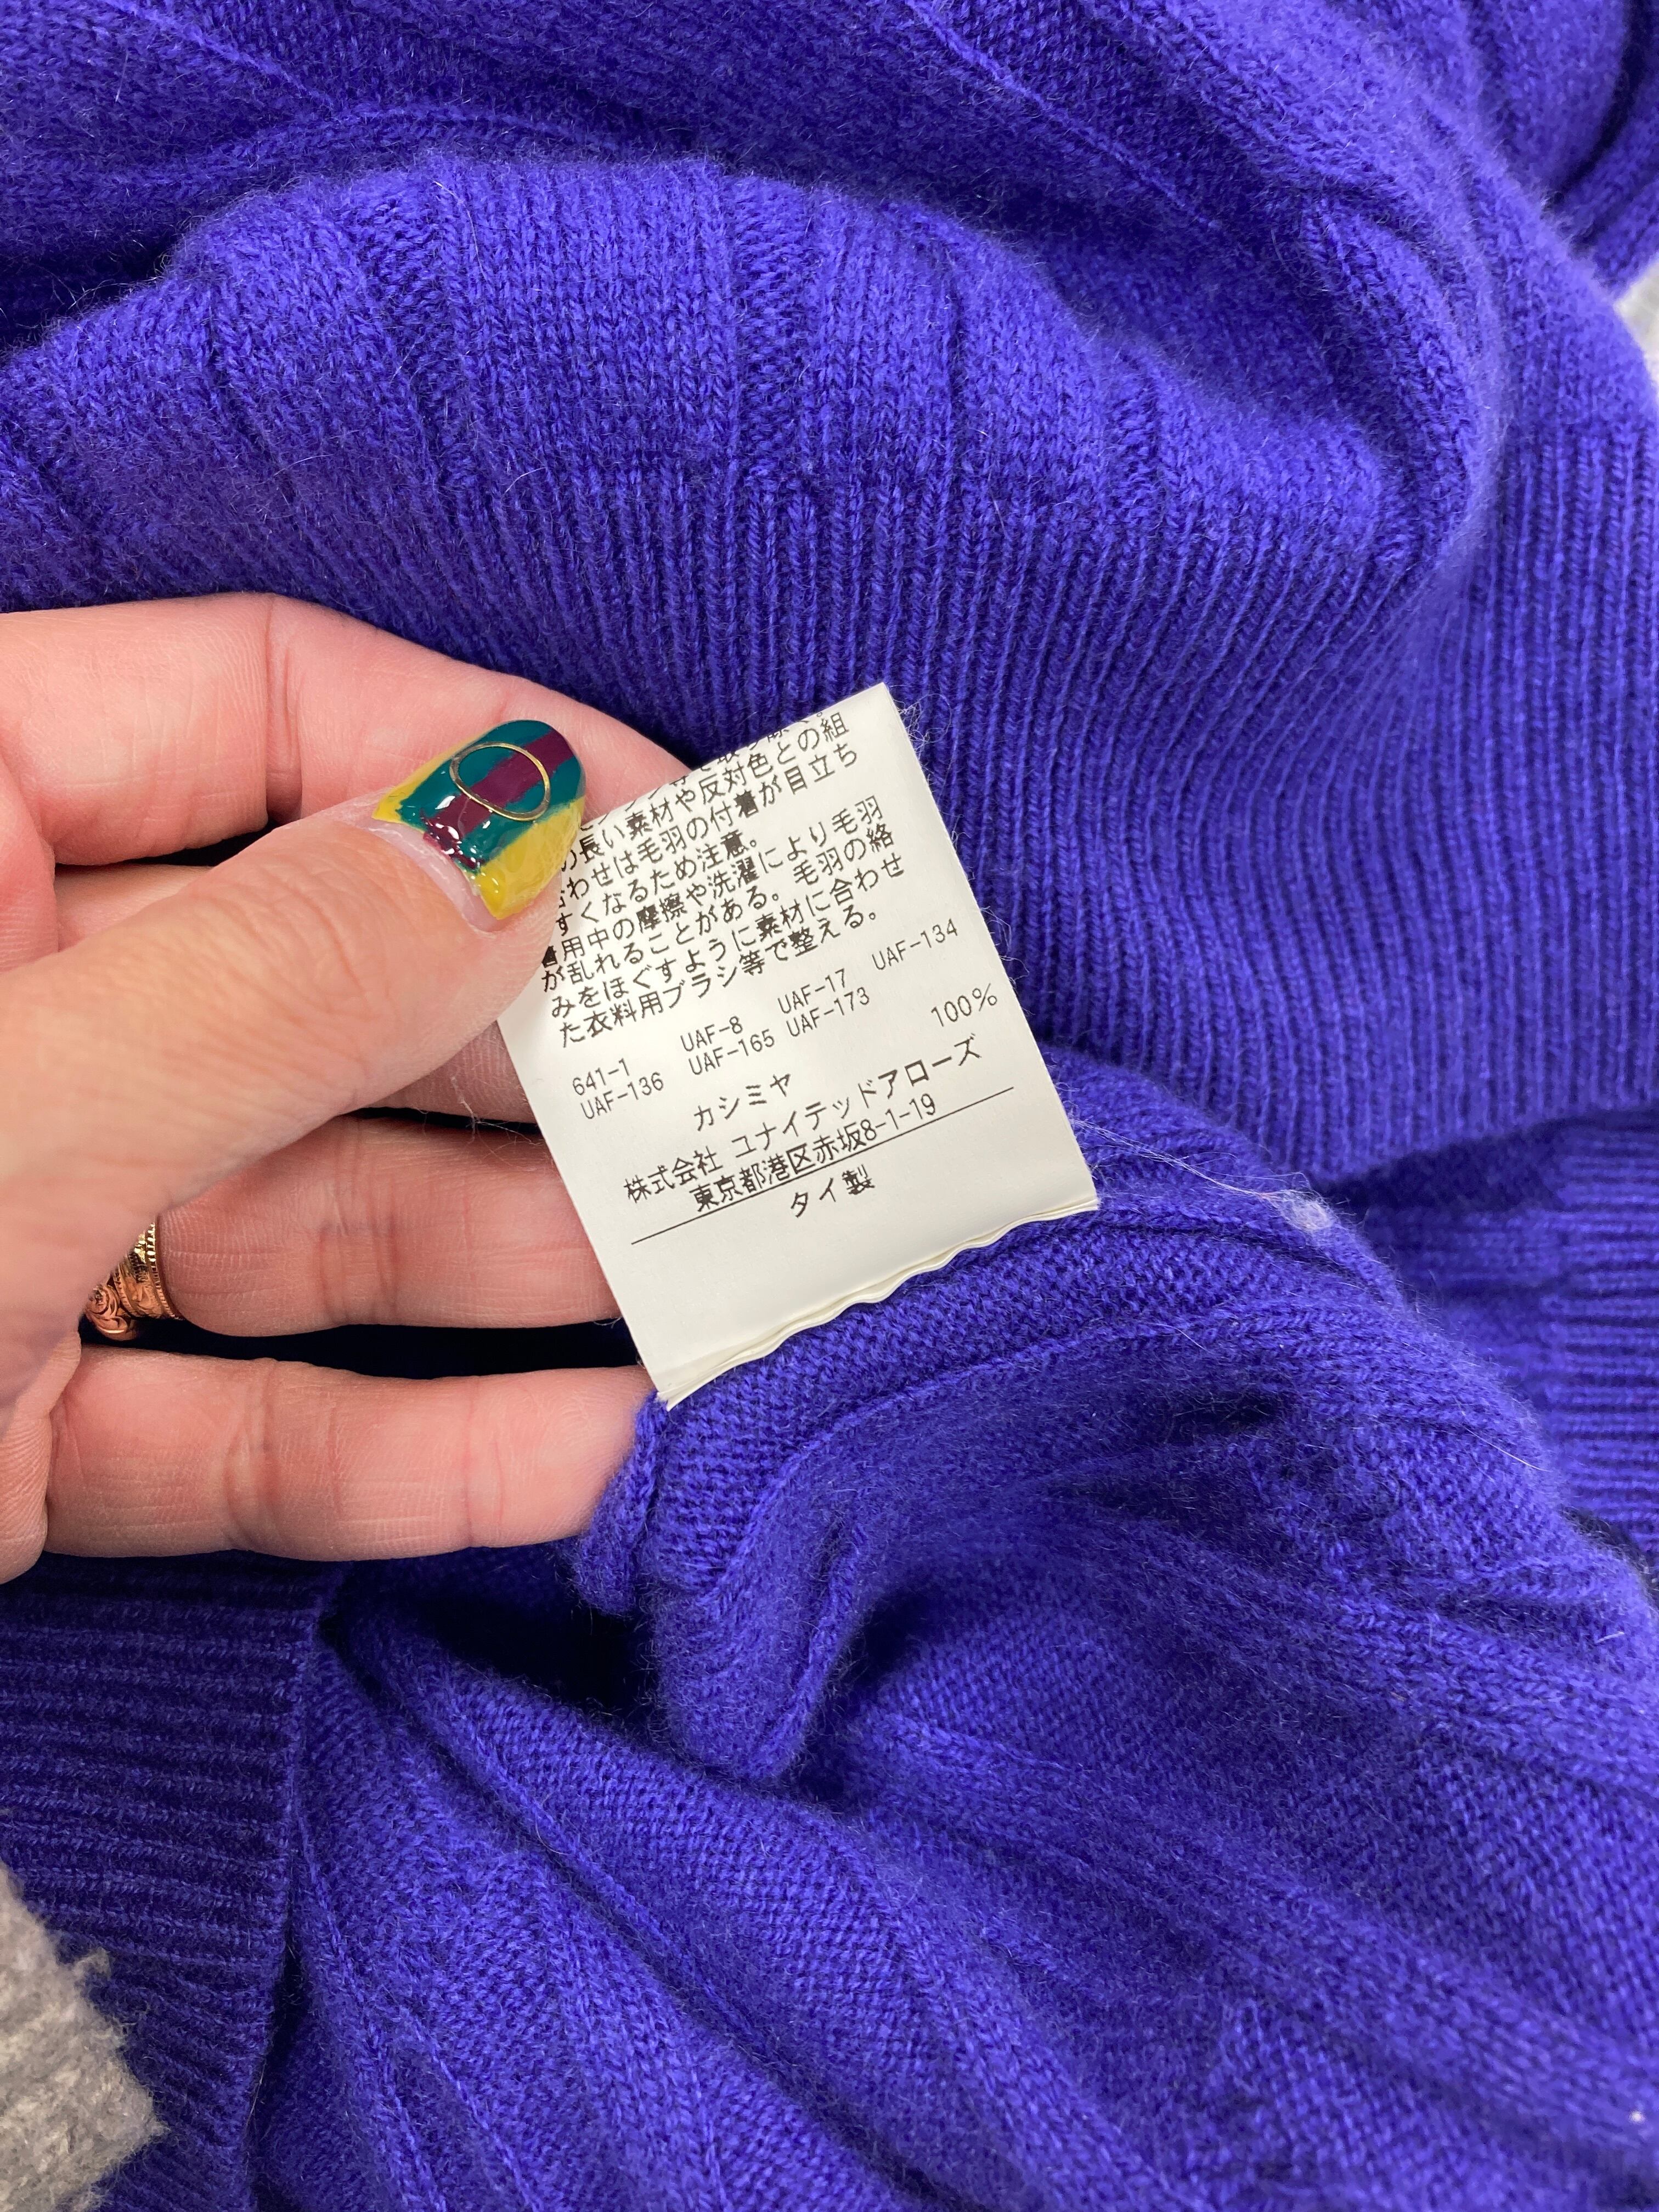 の長い素材や反対色との組
わせは毛羽の付着が目立ち
すくなるため注意。
着用中の摩擦や洗濯により毛羽
が乱れることがある。毛羽の絡
みをほぐすように素材に合わせ
た衣料用ブラシ等で整える。
641-1 UAF-8 UAF-17 UAF-134
UAF-136 UAF-165 UAF-173
カシミヤ 100%
株式会社 ユナイテッドアローズ
東京都港区赤坂8-1-19
タイ製